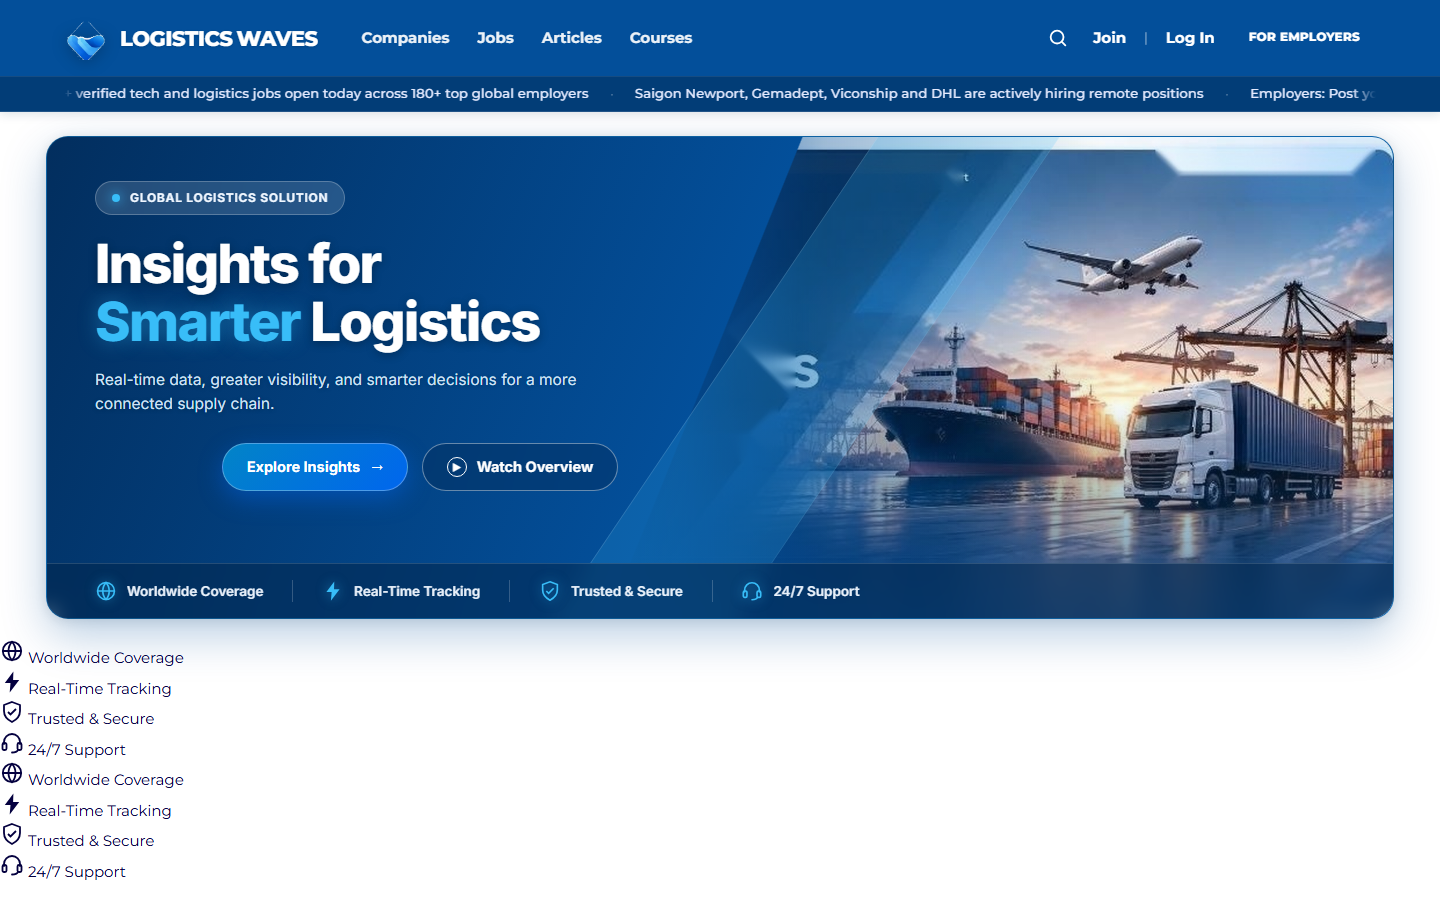 LOGISTICS WAVES
Companies
Jobs
Articles
Courses
Join | Log In
FOR EMPLOYERS
+ verified tech and logistics jobs open today across 180+ top global employers · Saigon Newport, Gemadept, Viconship and DHL are actively hiring remote positions · Employers: Post
GLOBAL LOGISTICS SOLUTION
Insights for
Smarter Logistics
Real-time data, greater visibility, and smarter decisions for a more
connected supply chain.
Explore Insights →
Watch Overview
t
S
Worldwide Coverage
Real-Time Tracking
Trusted & Secure
24/7 Support
Worldwide Coverage
Real-Time Tracking
Trusted & Secure
24/7 Support
Worldwide Coverage
Real-Time Tracking
Trusted & Secure
24/7 Support